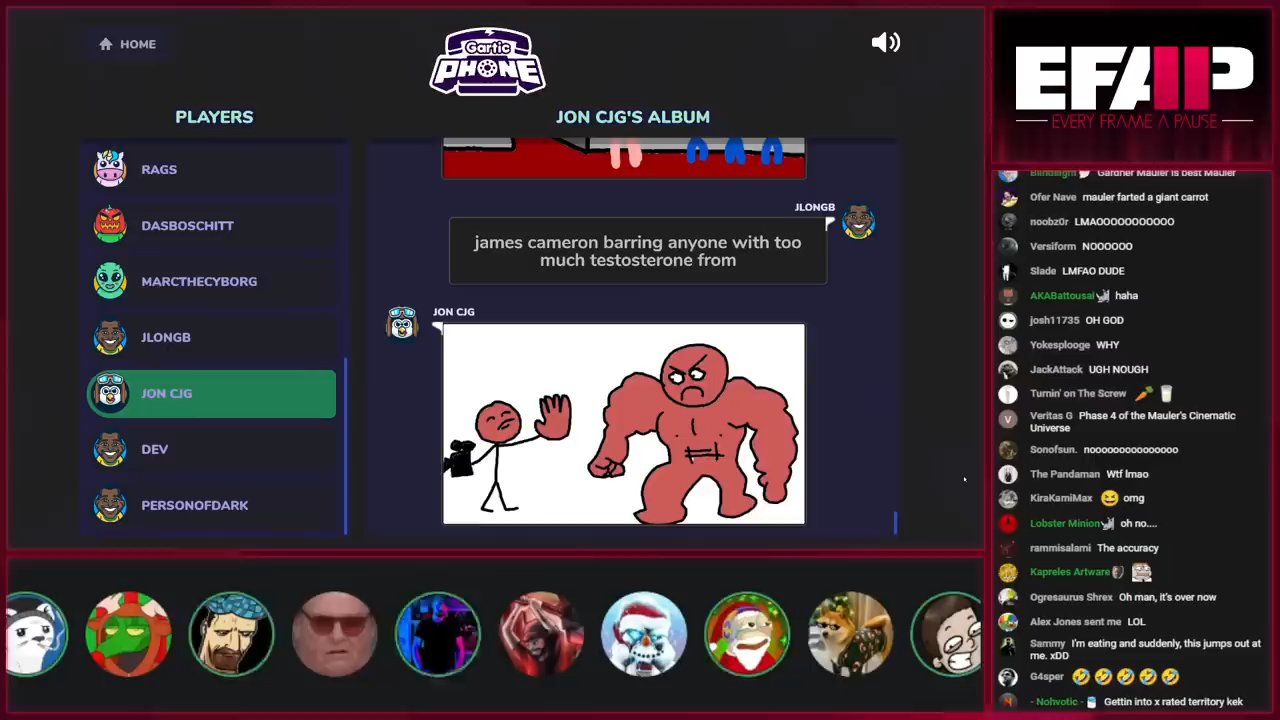 HOME
Gartic
PHONE
PLAYERS
RAGS
DASBOSCHITT
MARCTHECYBORG
JLONGB
JON CJG
DEV
PERSONOFDARK
JON CJG'S ALBUM
JLONGB
james cameron barring anyone with too
much testosterone from
JON CJG
EFAP
EVERY FRAME A PAUSE
Blindlight Gardner Mauler is best Mauler
Ofer Nave mauler farted a giant carrot
noobz0r LMAOOOOOOOOOO
Versiform NOOOOOO
Slade LMFAO DUDE
AKABattousai haha
josh11735 OH GOD
Yokesplooge WHY
JackAttack UGH NOUGH
Turnin' on The Screw 🥕 🥛
Veritas G Phase 4 of the Mauler's Cinematic
Universe
Sonofsun. nooooooooooooooo
The Pandaman Wtf lmao
KiraKamiMax 😆 omg
Lobster Minion oh no....
rammisalami The accuracy
Kapreles Artware
Ogresaurus Shrex Oh man, it's over now
Alex Jones sent me LOL
Sammy I'm eating and suddenly, this jumps out at
me. xDD
G4sper 🤣 🤣 🤣 🤣 🤣
- Nohvotic - Gettin into x rated territory kek